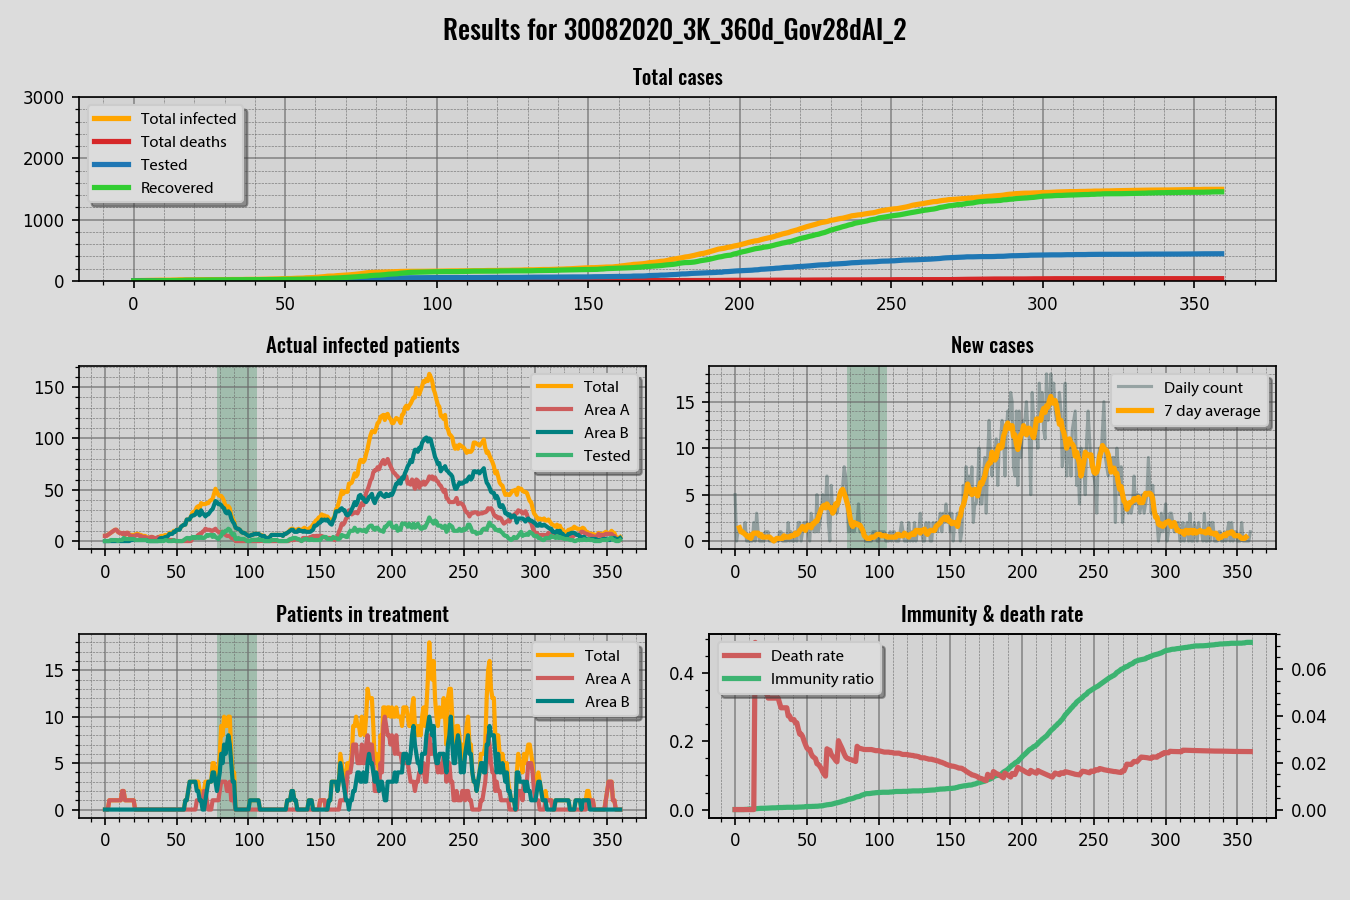 Results for 30082020_3K_360d_Gov28dAI_2
Total cases
3000
2000
1000
0
Total infected
Total deaths
Tested
Recovered
0 50 100 150 200 250 300 350
Actual infected patients
150
100
50
0
Total
Area A
Area B
Tested
0 50 100 150 200 250 300 350
New cases
15
10
5
0
Daily count
7 day average
0 50 100 150 200 250 300 350
Patients in treatment
15
10
5
0
Total
Area A
Area B
0 50 100 150 200 250 300 350
Immunity & death rate
0.4
0.2
0.0
Death rate
Immunity ratio
0.06
0.04
0.02
0.00
0 50 100 150 200 250 300 350